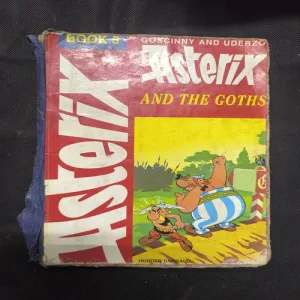 BOOK 3
GOSCINNY AND UDERZO
Asterix
AND THE GOTHS
Asterix
HODDER DARGAUD